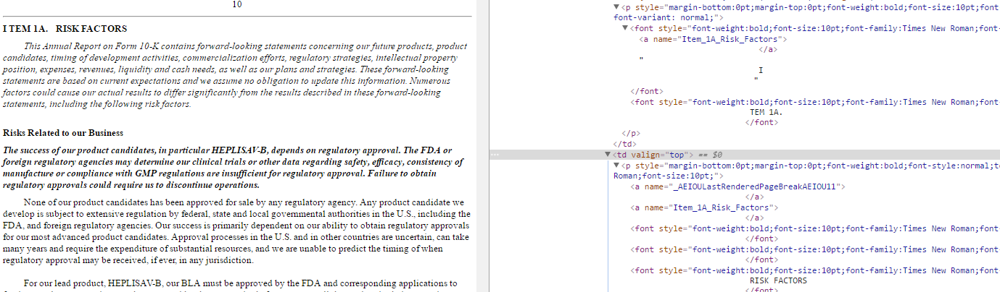 10
I TEM 1A. RISK FACTORS
This Annual Report on Form 10-K contains forward-looking statements concerning our future products, product
candidates, timing of development activities, commercialization efforts, regulatory strategies, intellectual property
position, expenses, revenues, liquidity and cash needs, as well as our plans and strategies. These forward-looking
statements are based on current expectations and we assume no obligation to update this information. Numerous
factors could cause our actual results to differ significantly from the results described in these forward-looking
statements, including the following risk factors.
Risks Related to our Business
The success of our product candidates, in particular HEPLISAV-B, depends on regulatory approval. The FDA or
foreign regulatory agencies may determine our clinical trials or other data regarding safety, efficacy, consistency of
manufacture or compliance with GMP regulations are insufficient for regulatory approval. Failure to obtain
regulatory approvals could require us to discontinue operations.
None of our product candidates has been approved for sale by any regulatory agency. Any product candidate we
develop is subject to extensive regulation by federal, state and local governmental authorities in the U.S., including the
FDA, and foreign regulatory agencies. Our success is primarily dependent on our ability to obtain regulatory approvals
for our most advanced product candidates. Approval processes in the U.S. and in other countries are uncertain, can take
many years and require the expenditure of substantial resources, and we are unable to predict the timing of when
regulatory approval may be received, if ever, in any jurisdiction.
For our lead product, HEPLISAV-B, our BLA must be approved by the FDA and corresponding applications to
<p style="margin-bottom:0pt;margin-top:0pt;font-weight:bold;font-size:10pt;font
font-variant: normal;">
<font style="font-weight:bold;font-size:10pt;font-family:Times New Roman;font-
<a name="Item_1A_Risk_Factors">
</a>
"
I
"
</font>
<font style="font-weight:bold;font-size:10pt;font-family:Times New Roman;font-
TEM 1A.
</font>
</p>
</td>
<td valign="top"> == $0
<p style="margin-bottom:0pt;margin-top:0pt;font-weight:bold;font-style:normal;t
Roman;font-size:10pt;">
<a name="_AEIOULastRenderedPageBreakAEIOU11">
</a>
<a name="Item_1A_Risk_Factors">
</a>
<font style="font-weight:bold;font-size:10pt;font-family:Times New Roman;font-
</font>
<font style="font-weight:bold;font-size:10pt;font-family:Times New Roman;font-
</font>
<font style="font-weight:bold;font-size:10pt;font-family:Times New Roman;font-
RISK FACTORS
</font>